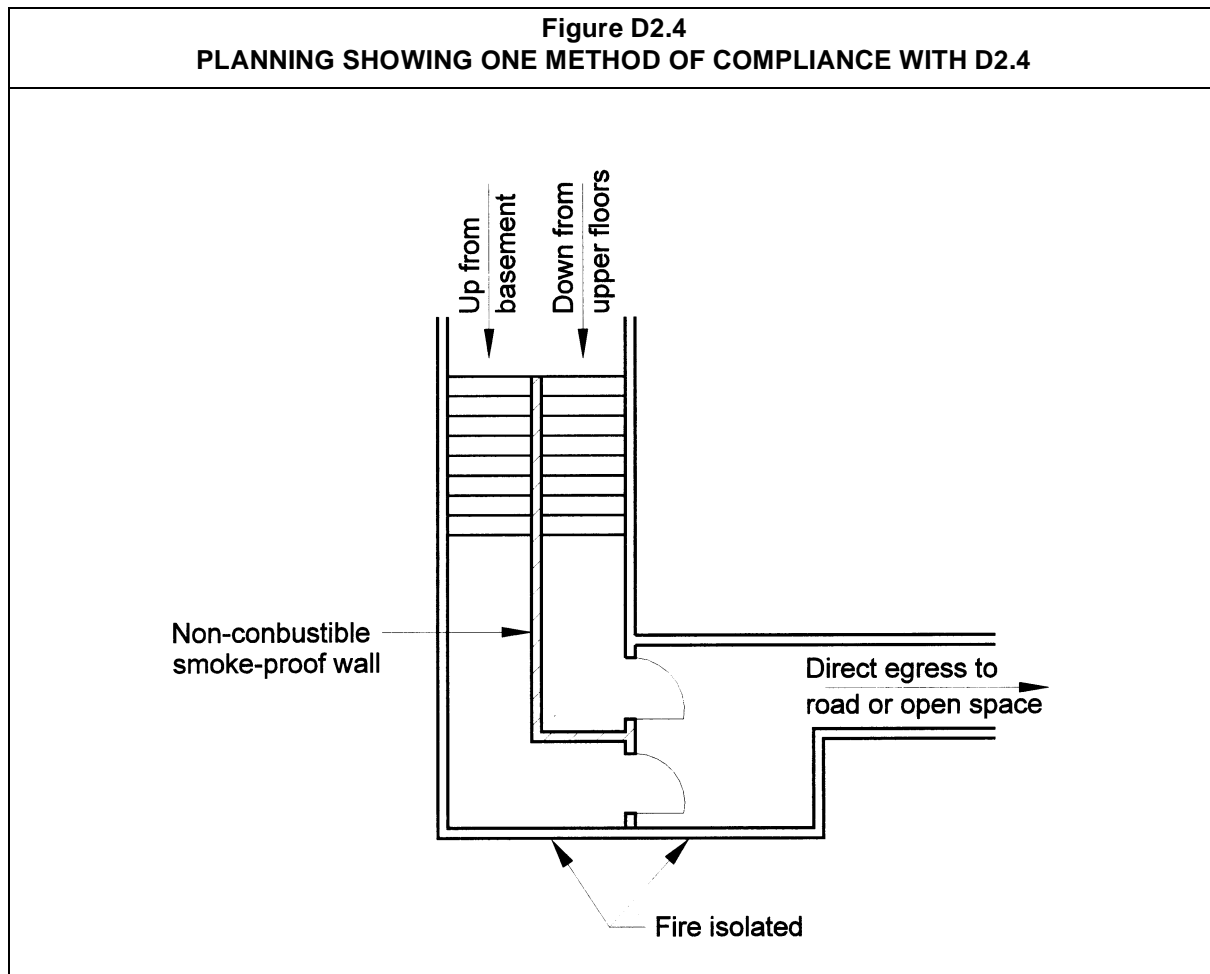 Figure D2.4
PLANNING SHOWING ONE METHOD OF COMPLIANCE WITH D2.4
Up from
basement
Down from
upper floors
Non-conbustible
smoke-proof wall
Direct egress to
road or open space
Fire isolated